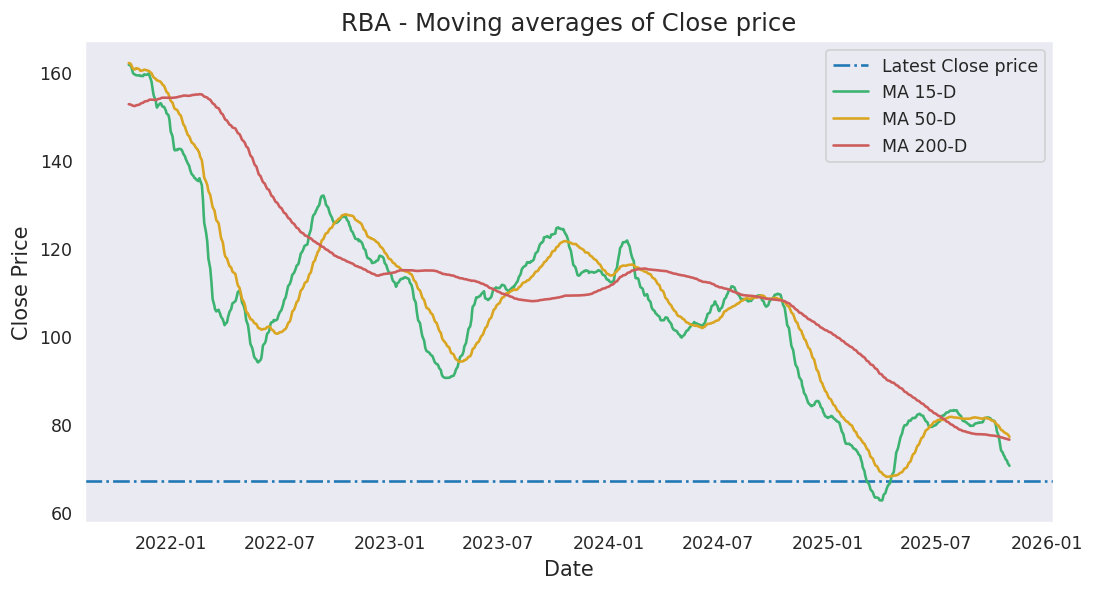 RBA - Moving averages of Close price
Latest Close price
MA 15-D
MA 50-D
MA 200-D
Close Price
160
140
120
100
80
60
2022-01 2022-07 2023-01 2023-07 2024-01 2024-07 2025-01 2025-07 2026-01
Date